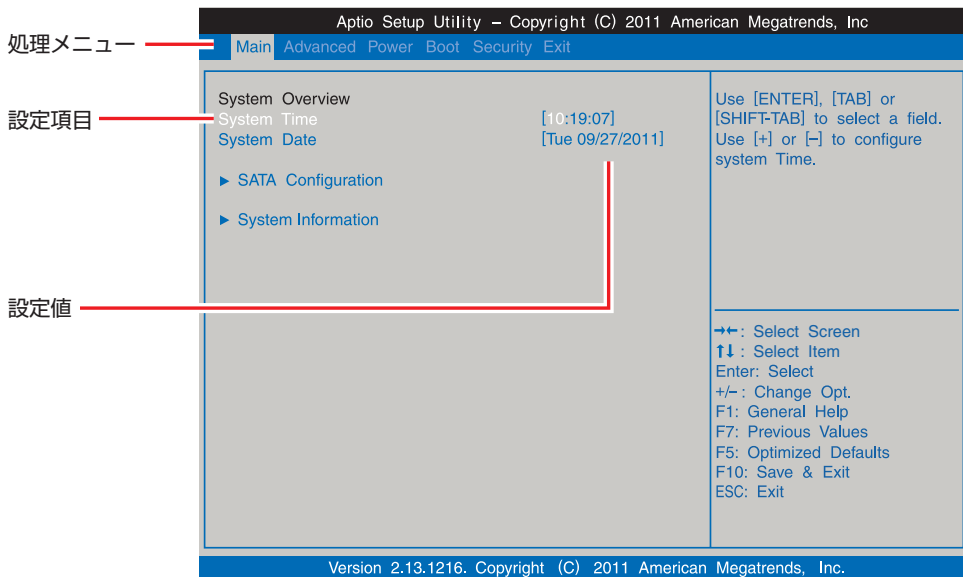 Aptio Setup Utility – Copyright (C) 2011 American Megatrends, Inc
処理メニュー
Main Advanced Power Boot Security Exit
System Overview
設定項目
System Time [10:19:07]
System Date [Tue 09/27/2011]
► SATA Configuration
► System Information
設定値
Use [ENTER], [TAB] or
[SHIFT-TAB] to select a field.
Use [+] or [–] to configure
system Time.
→←: Select Screen
↑↓: Select Item
Enter: Select
+/–: Change Opt.
F1: General Help
F7: Previous Values
F5: Optimized Defaults
F10: Save & Exit
ESC: Exit
Version 2.13.1216. Copyright (C) 2011 American Megatrends, Inc.